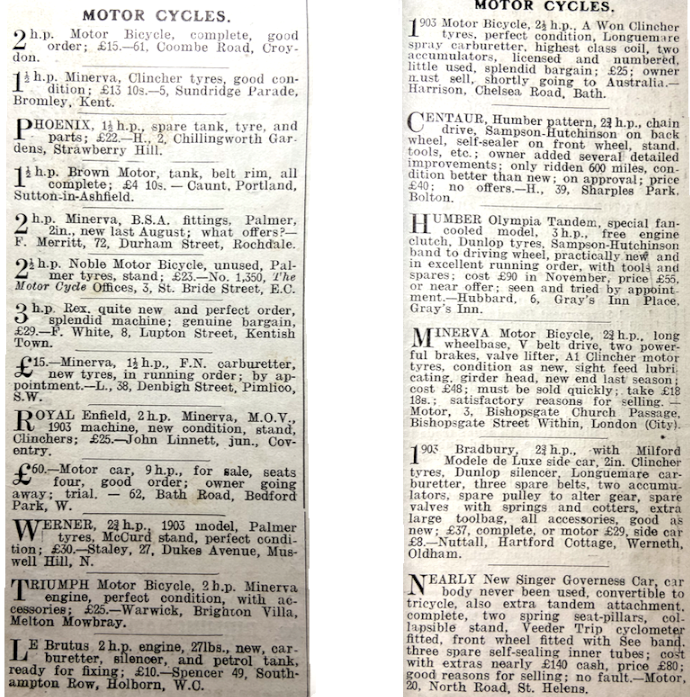 MOTOR CYCLES.
2 h.p. Motor Bicycle, complete, good
order; £15.—61, Coombe Road, Croy-
don.
1½ h.p. Minerva, Clincher tyres, good con-
dition; £13 10s.—5, Sundridge Parade,
Bromley, Kent.
PHOENIX, 1½ h.p., spare tank, tyre, and
parts; £22.—H., 2, Chillingworth Gar-
dens, Strawberry Hill.
1½ h.p. Brown Motor, tank, belt rim, all
complete; £4 10s. — Caunt, Portland,
Sutton-in-Ashfield.
2 h.p. Minerva, B.S.A. fittings, Palmer,
2in., new last August; what offers?—
F. Merritt, 72, Durham Street, Rochdale.
2½ h.p. Noble Motor Bicycle, unused, Pal-
mer tyres, stand; £23.—No. 1,350, The
Motor Cycle Offices, 3, St. Bride Street, E.C.
3 h.p. Rex, quite new and perfect order,
splendid machine; genuine bargain,
£29.—F. White, 8, Lupton Street, Kentish
Town.
£15.—Minerva, 1½ h.p., F.N. carburetter,
new tyres, in running order; by ap-
pointment.—L., 38, Denbigh Street, Pimlico,
S.W.
ROYAL Enfield, 2 h.p. Minerva, M.O.V.,
1903 machine, new condition, stand,
Clinchers; £25.—John Linnett, jun., Cov-
entry.
£60.—Motor car, 9 h.p., for sale, seats
four, good order; owner going
away; trial. — 62, Bath Road, Bedford
Park, W.
WERNER, 2¾ h.p., 1903 model, Palmer
tyres, McCurd stand, perfect condi-
tion; £30.—Staley, 27, Dukes Avenue, Mus-
well Hill, N.
TRIUMPH Motor Bicycle, 2 h.p. Minerva
engine, perfect condition, with ac-
cessories; £25.—Warwick, Brighton Villa,
Melton Mowbray.
LE Brutus 2 h.p. engine, 27lbs., new, car-
buretter, silencer, and petrol tank,
ready for fixing; £10.—Spencer 49, South-
ampton Row, Holborn, W.C.
MOTOR CYCLES.
1903 Motor Bicycle, 2¾ h.p., A Won Clincher
tyres, perfect condition, Longuemare
spray carburetter, highest class coil, two
accumulators, licensed and numbered,
little used, splendid bargain; £25; owner
must sell, shortly going to Australia.—
Harrison, Chelsea Road, Bath.
CENTAUR, Humber pattern, 2¾ h.p., chain
drive, Sampson-Hutchinson on back
wheel, self-sealer on front wheel, stand,
tools, etc.; owner added several detailed
improvements; only ridden 600 miles, con-
dition better than new; on approval; price
£40; no offers.—H., 39, Sharples Park,
Bolton.
HUMBER Olympia Tandem, special fan-
cooled model, 3 h.p., free engine
clutch, Dunlop tyres, Sampson-Hutchinson
band to driving wheel, practically new and
in excellent running order, with tools and
spares; cost £90 in November, price £55,
or near offer; seen and tried by appoint-
ment.—Hubbard, 6, Gray's Inn Place,
Gray's Inn.
MINERVA Motor Bicycle, 2¾ h.p., long
wheelbase, V belt drive, two power-
ful brakes, valve lifter, A1 Clincher motor
tyres, condition as new, sight feed lubri
cating, girder head, new end last season;
cost £48; must be sold quickly; take £18
18s.; satisfactory reasons for selling. —
Motor, 3, Bishopsgate Church Passage,
Bishopsgate Street Within, London (City).
1903 Bradbury, 2¾ h.p., with Milford
Modele de Luxe side car, 2in. Clincher
tyres, Dunlop silencer, Longuemare car-
buretter, three spare belts, two accumu-
lators, spare pulley to alter gear, spare
valves with springs and cotters, extra
large toolbag, all accessories, good as
new; £37, complete, or motor £29, side car
£8.—Nuttall, Hartford Cottage, Werneth,
Oldham.
NEARLY New Singer Governess Car, car
body never been used, convertible to
tricycle, also extra tandem attachment,
complete, two spring seat-pillars, col-
lapsible stand, Veeder Trip cyclometer
fitted, front wheel fitted with See band,
three spare self-sealing inner tubes; cost
with extras nearly £140 cash, price £80;
good reasons for selling; no fault.—Motor,
20, North Road, St. Helens.